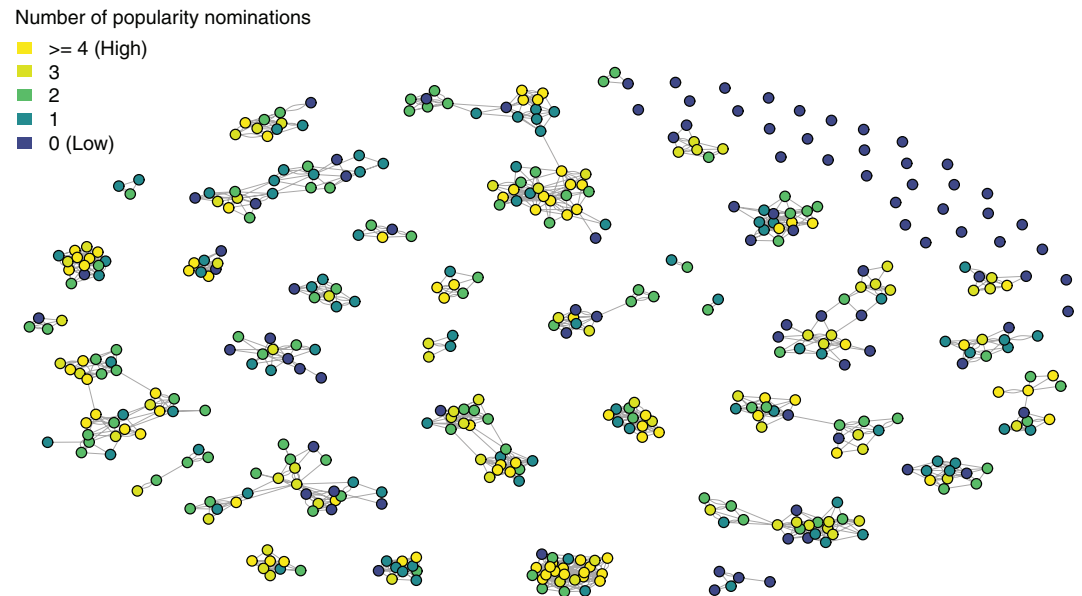 Number of popularity nominations
>= 4 (High)
3
2
1
0 (Low)